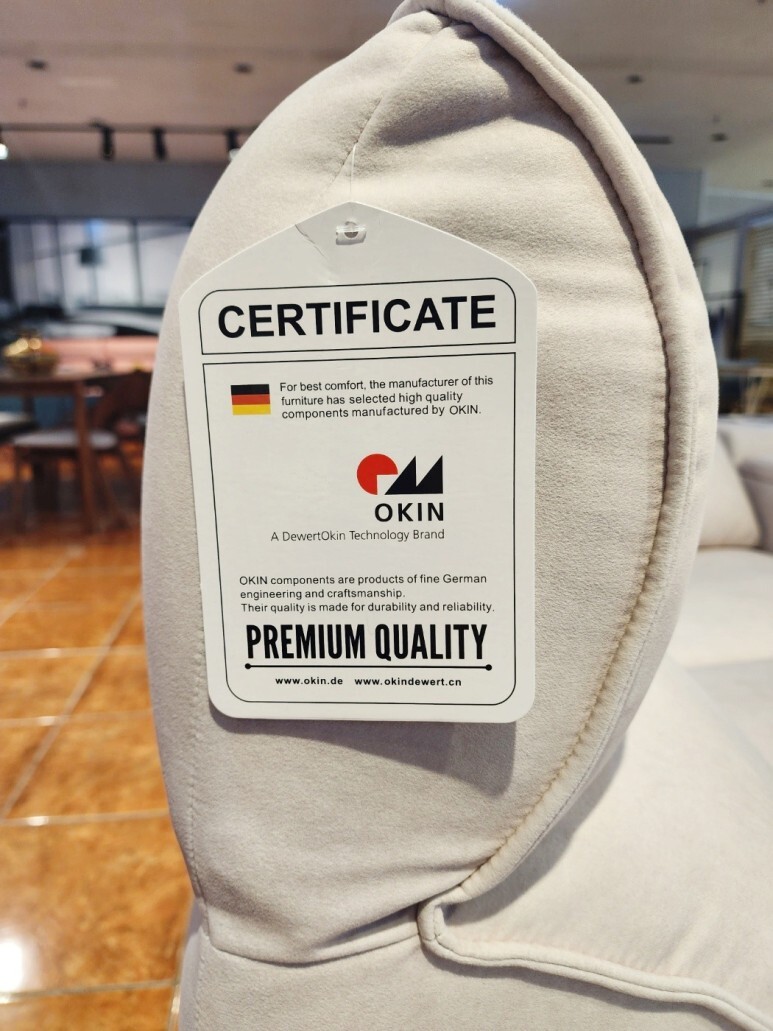 CERTIFICATE
For best comfort, the manufacturer of this
furniture has selected high quality
components manufactured by OKIN.
OKIN
A DewertOkin Technology Brand
OKIN components are products of fine German
engineering and craftsmanship.
Their quality is made for durability and reliability.
PREMIUM QUALITY
www.okin.de www.okindewert.cn